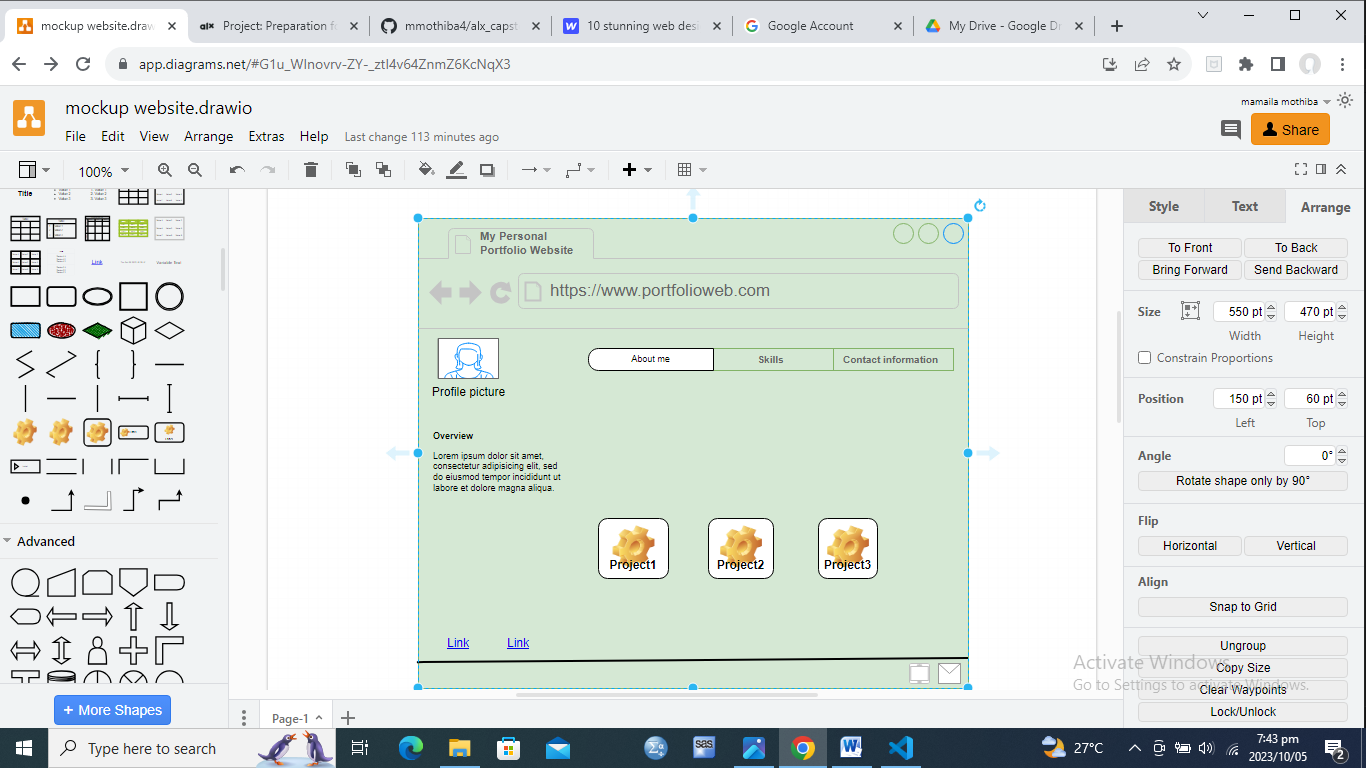 mockup website.draw
Project: Preparation fo
mmothiba4/alx_capst
10 stunning web des
Google Account
My Drive - Google Dr
app.diagrams.net/#G1u_WInovrv-ZY-_ztI4v64ZnmZ6KcNqX3
mockup website.drawio
mamaila mothiba
File Edit View Arrange Extras Help Last change 113 minutes ago
Share
100%
Title
Link
Advanced
+ More Shapes
My Personal
Portfolio Website
https://www.portfolioweb.com
About me
Skills
Contact information
Profile picture
Overview
Lorem ipsum dolor sit amet,
consectetur adipisicing elit, sed
do eiusmod tempor incididunt ut
labore et dolore magna aliqua.
Project1
Project2
Project3
Link
Link
Page-1
Style Text Arrange
To Front To Back
Bring Forward Send Backward
Size 550 pt 470 pt
Width Height
Constrain Proportions
Position 150 pt 60 pt
Left Top
Angle 0°
Rotate shape only by 90°
Flip
Horizontal Vertical
Align
Snap to Grid
Ungroup
Copy Size
Clear Waypoints
Lock/Unlock
Activate Windows
Go to Settings to activate Windows.
Type here to search
27°C
7:43 pm
2023/10/05
2